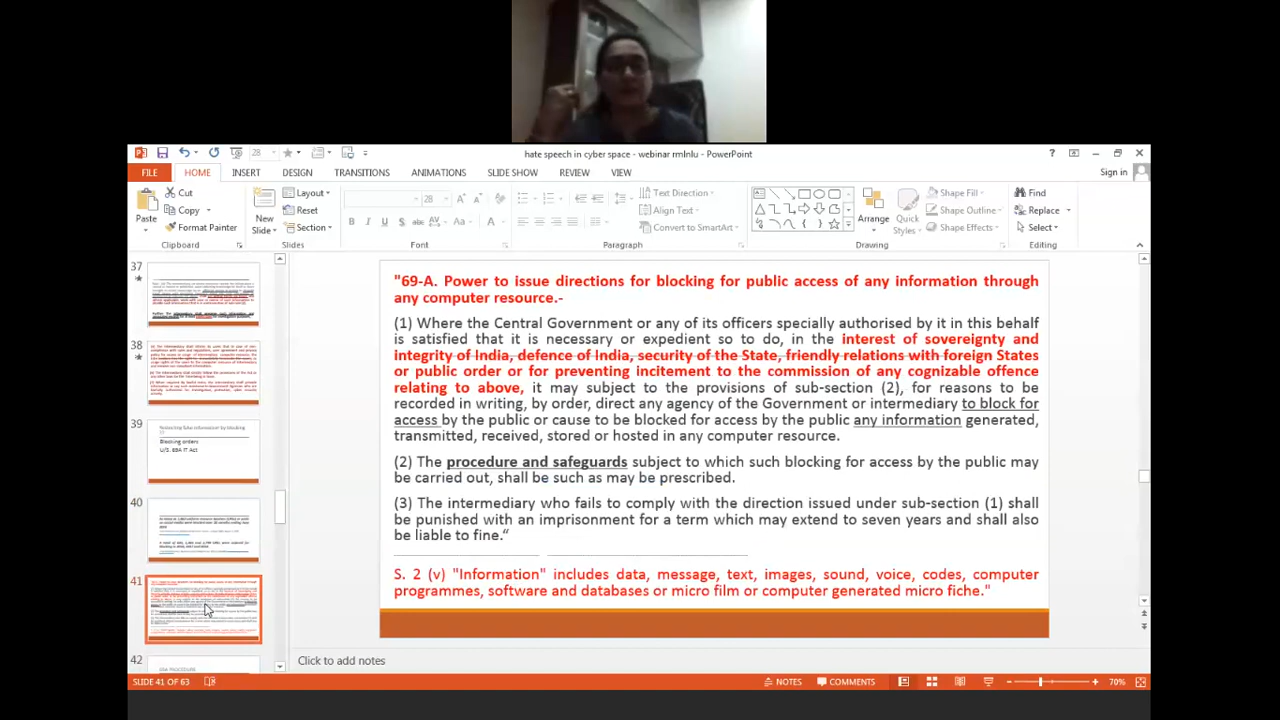 hate speech in cyber space - webinar rmlnlu - PowerPoint
FILE HOME INSERT DESIGN TRANSITIONS ANIMATIONS SLIDE SHOW REVIEW VIEW Sign in
Cut
Copy
Format Painter
Paste
Clipboard
New Slide
Layout
Reset
Section
Slides
28
Font
Text Direction
Align Text
Convert to SmartArt
Paragraph
Arrange
Quick Styles
Shape Fill
Shape Outline
Shape Effects
Drawing
Find
Replace
Select
Editing
37
38
39
Blocking orders
U/S. 69A IT Act
40
41
42
"69-A. Power to issue directions for blocking for public access of any information through
any computer resource.-
(1) Where the Central Government or any of its officers specially authorised by it in this behalf
is satisfied that it is necessary or expedient so to do, in the interest of sovereignty and
integrity of India, defence of India, security of the State, friendly relations with foreign States
or public order or for preventing incitement to the commission of any cognizable offence
relating to above, it may subject to the provisions of sub-section (2), for reasons to be
recorded in writing, by order, direct any agency of the Government or intermediary to block for
access by the public or cause to be blocked for access by the public any information generated,
transmitted, received, stored or hosted in any computer resource.
(2) The procedure and safeguards subject to which such blocking for access by the public may
be carried out, shall be such as may be prescribed.
(3) The intermediary who fails to comply with the direction issued under sub-section (1) shall
be punished with an imprisonment for a term which may extend to seven years and shall also
be liable to fine.“
S. 2 (v) "Information" includes data, message, text, images, sound, voice, codes, computer
programmes, software and databases or micro film or computer generated micro fiche."
Click to add notes
SLIDE 41 OF 63 NOTES COMMENTS 70%